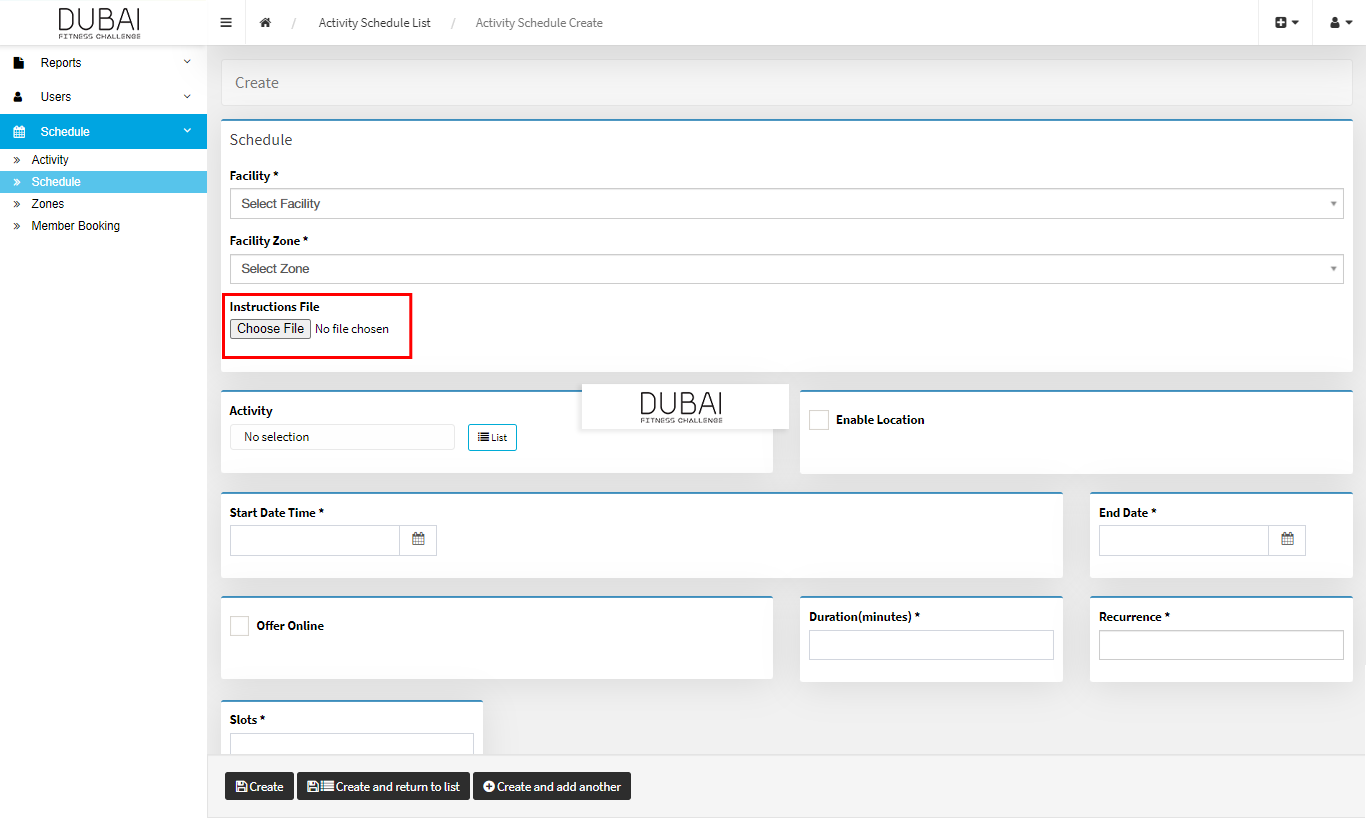 DUBAI
FITNESS CHALLENGE
/ Activity Schedule List / Activity Schedule Create
Reports
Users
Schedule
» Activity
» Schedule
» Zones
» Member Booking
Create
Schedule
Facility *
Select Facility
Facility Zone *
Select Zone
Instructions File
Choose File No file chosen
DUBAI
FITNESS CHALLENGE
Activity
No selection
List
Enable Location
Start Date Time *
End Date *
Offer Online
Duration(minutes) *
Recurrence *
Slots *
Create
Create and return to list
Create and add another